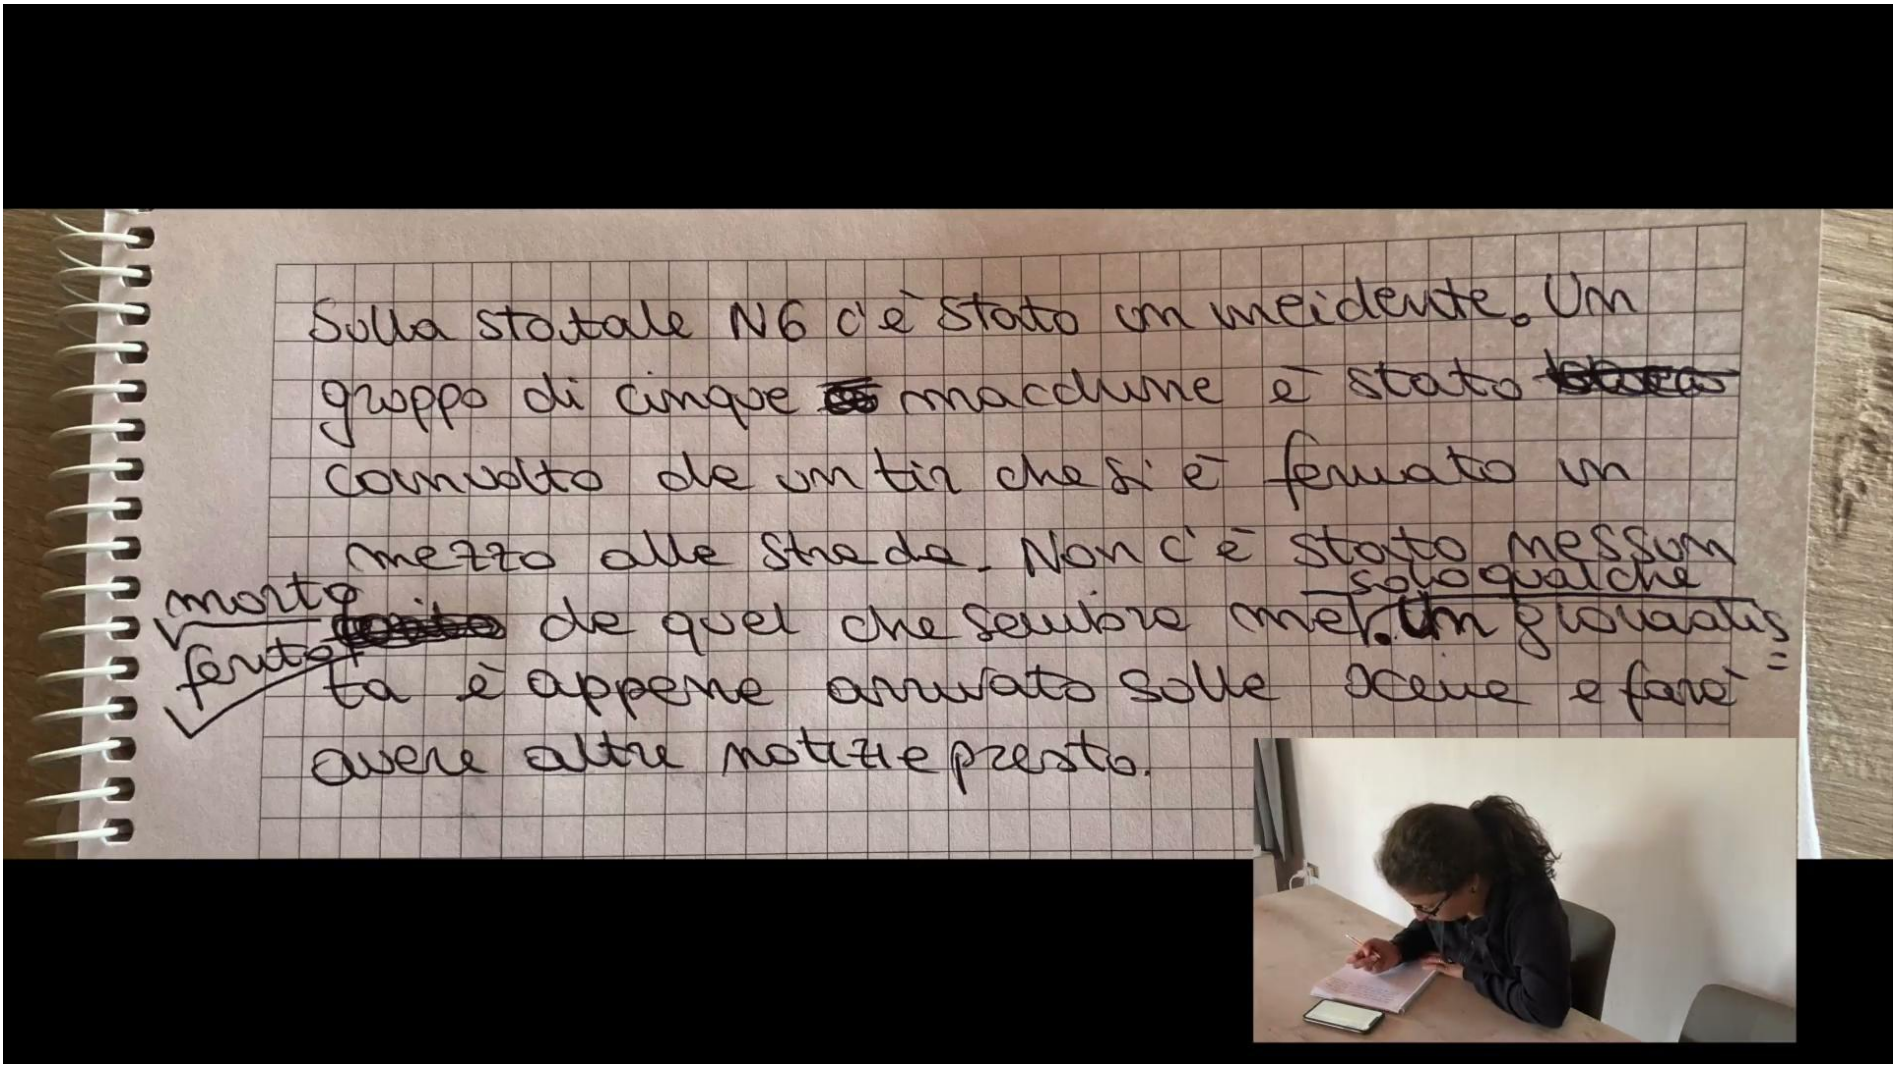 Sulla statale N6 c'è stato un incidente. Un
gruppo di cinque macchine è stato
coinvolto da un tir che si è fermato in
mezzo alla strada. Non c'è stato nessun
solo qualche
morto da quel che sembra ma. Un giornalis=
ferito,
ta è appena arrivato sulla scena e farà
avere altre notizie presto.